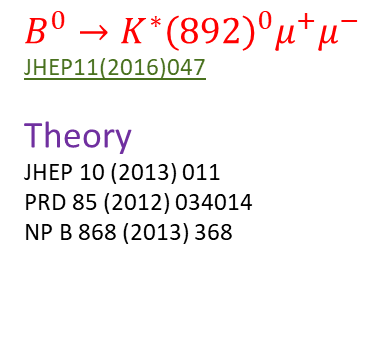 B⁰ → K*(892)⁰μ⁺μ⁻
JHEP11(2016)047
Theory
JHEP 10 (2013) 011
PRD 85 (2012) 034014
NP B 868 (2013) 368